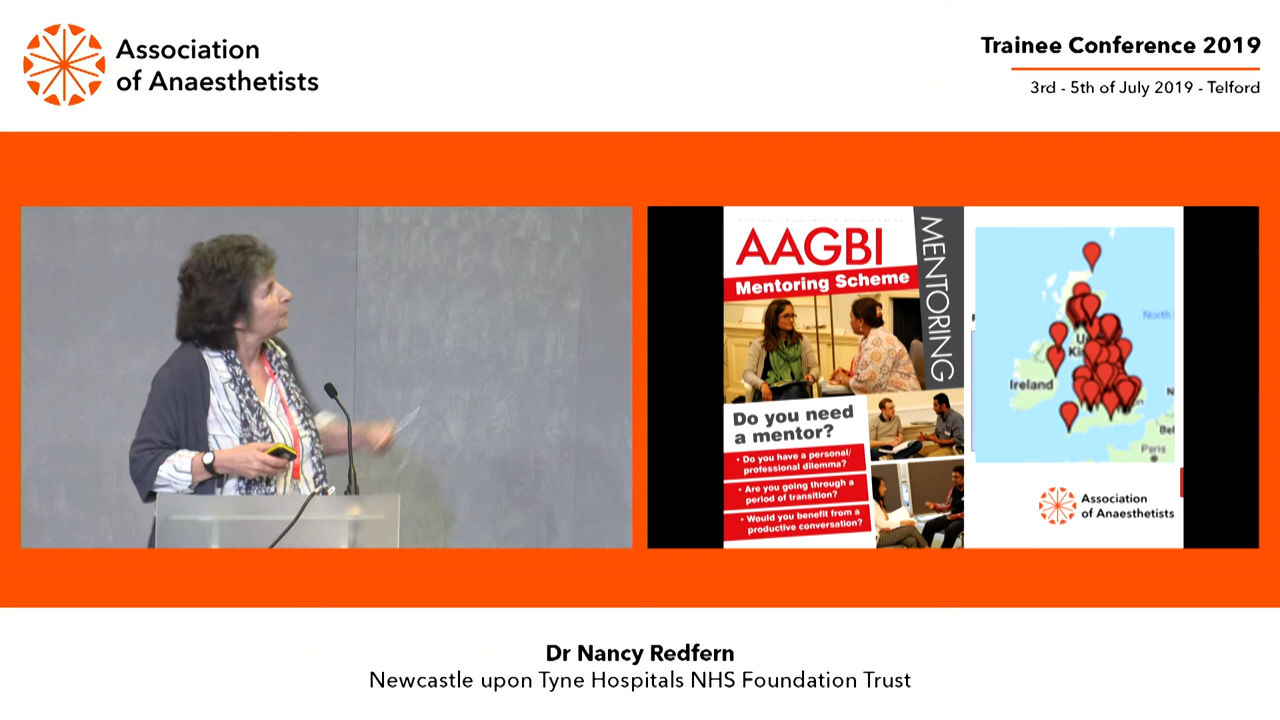 Association
of Anaesthetists
Trainee Conference 2019
3rd - 5th of July 2019 - Telford
AAGBI
Mentoring Scheme
MENTORING
Do you need
a mentor?
• Do you have a personal/
professional dilemma?
• Are you going through a
period of transition?
• Would you benefit from a
productive conversation?
North
Ireland
Paris
Association
of Anaesthetists
Dr Nancy Redfern
Newcastle upon Tyne Hospitals NHS Foundation Trust